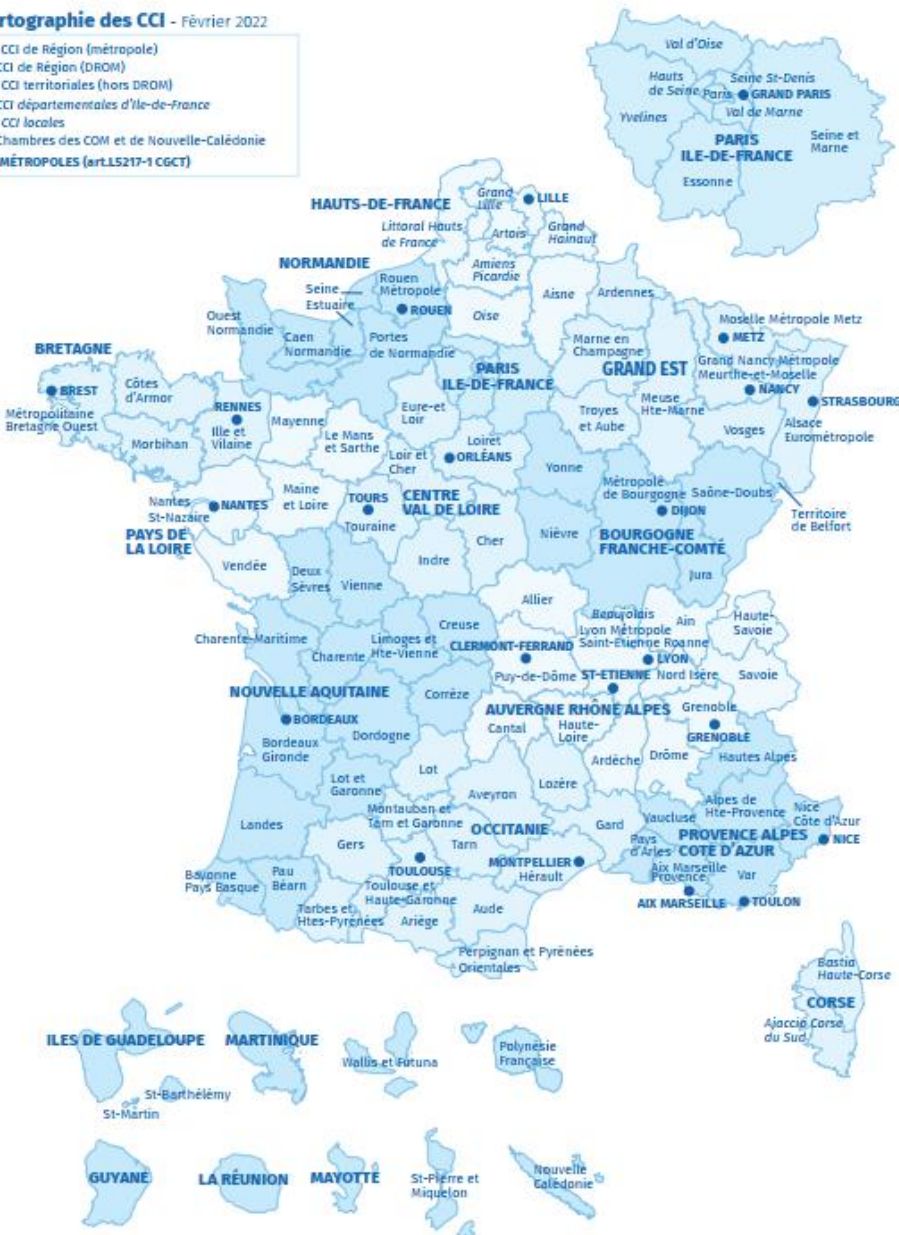 rtographie des CCI - Février 2022
CCI de Région (métropole)
CCI de Région (DROM)
CCI territoriales (hors DROM)
CCI départementales d'Ile-de-France
CCI locales
Chambres des COM et de Nouvelle-Calédonie
MÉTROPOLES (art.L5217-1 CGCT)
Val d'Oise
Hauts
de Seine
Seine St-Denis
Paris
GRAND PARIS
Val de Marne
Yvelines
PARIS
ILE-DE-FRANCE
Seine et
Marne
Essonne
HAUTS-DE-FRANCE
Grand
Lille
LILLE
Littoral Hauts
de France
Artois
Grand
Hainaut
NORMANDIE
Amiens
Picardie
Seine
Estuaire
Rouen
Métropole
ROUEN
Aisne
Ardennes
Oise
Ouest
Normandie
Caen
Normandie
Portes
de Normandie
Moselle Métropole Metz
METZ
Marne en
Champagne
BRETAGNE
PARIS
ILE-DE-FRANCE
GRAND EST
Grand Nancy Métropole
Meurthe-et-Moselle
NANCY
BREST
Côtes
d'Armor
RENNES
Ille et
Vilaine
Métropolitaine
Bretagne Ouest
Morbihan
Mayenne
Eure-et
Loir
Meuse
Hte-Marne
STRASBOURG
Troyes
et Aube
Vosges
Alsace
Eurométropole
Le Mans
et Sarthe
Loiret
ORLÉANS
Loir et
Cher
Yonne
Métropole
de Bourgogne
Saône-Doubs
DIJON
Territoire
de Belfort
Nantes
St-Nazaire
NANTES
Maine
et Loire
TOURS
Touraine
CENTRE
VAL DE LOIRE
PAYS DE
LA LOIRE
Cher
Nièvre
BOURGOGNE
FRANCHE-COMTÉ
Vendée
Deux
Sèvres
Vienne
Indre
Jura
Allier
Charente-Maritime
Charente
Limoges et
Hte-Vienne
Creuse
Beaujolais
Lyon Métropole
Saint-Etienne Roanne
Ain
Haute-
Savoie
CLERMONT-FERRAND
LYON
Puy-de-Dôme
ST-ETIENNE
Nord Isère
Savoie
NOUVELLE AQUITAINE
Corrèze
AUVERGNE RHÔNE ALPES
Grenoble
GRENOBLE
BORDEAUX
Bordeaux
Gironde
Dordogne
Cantal
Haute-
Loire
Ardèche
Drôme
Hautes Alpes
Lot et
Garonne
Lot
Aveyron
Lozère
Montauban et
Tarn et Garonne
Landes
Gers
Tarn
OCCITANIE
Gard
Vaucluse
Alpes de
Hte-Provence
Nice
Côte d'Azur
NICE
Pays
d'Arles
PROVENCE ALPES
COTE D'AZUR
Bayonne
Pays Basque
Pau
Béarn
TOULOUSE
Toulouse et
Haute-Garonne
MONTPELLIER
Hérault
Aix Marseille
Provence
Var
AIX MARSEILLE
TOULON
Tarbes et
Htes-Pyrénées
Ariège
Aude
Perpignan et Pyrénées
Orientales
Bastia
Haute-Corse
CORSE
Ajaccio Corse
du Sud
ILES DE GUADELOUPE
MARTINIQUE
Wallis et Futuna
Polynésie
Française
St-Barthélémy
St-Martin
GUYANE
LA RÉUNION
MAYOTTE
St-Pierre et
Miquelon
Nouvelle
Calédonie